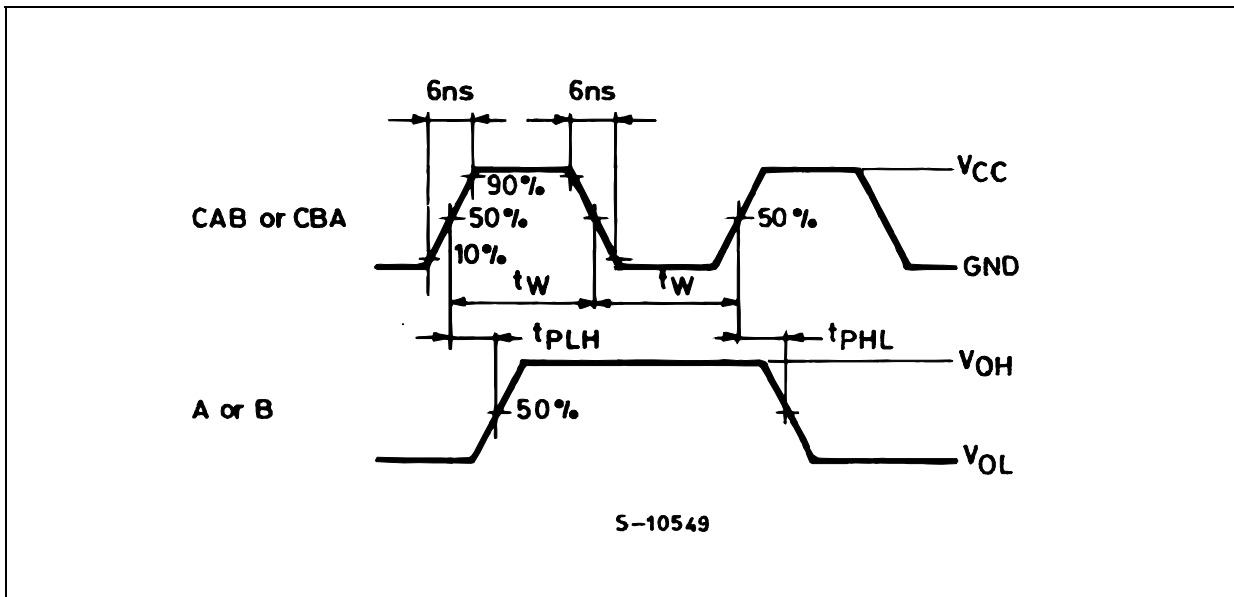 6ns 6ns
VCC
90%
CAB or CBA 50% 50%
10%
GND
tW tW
tPLH tPHL
VOH
A or B 50%
VOL
S-10549